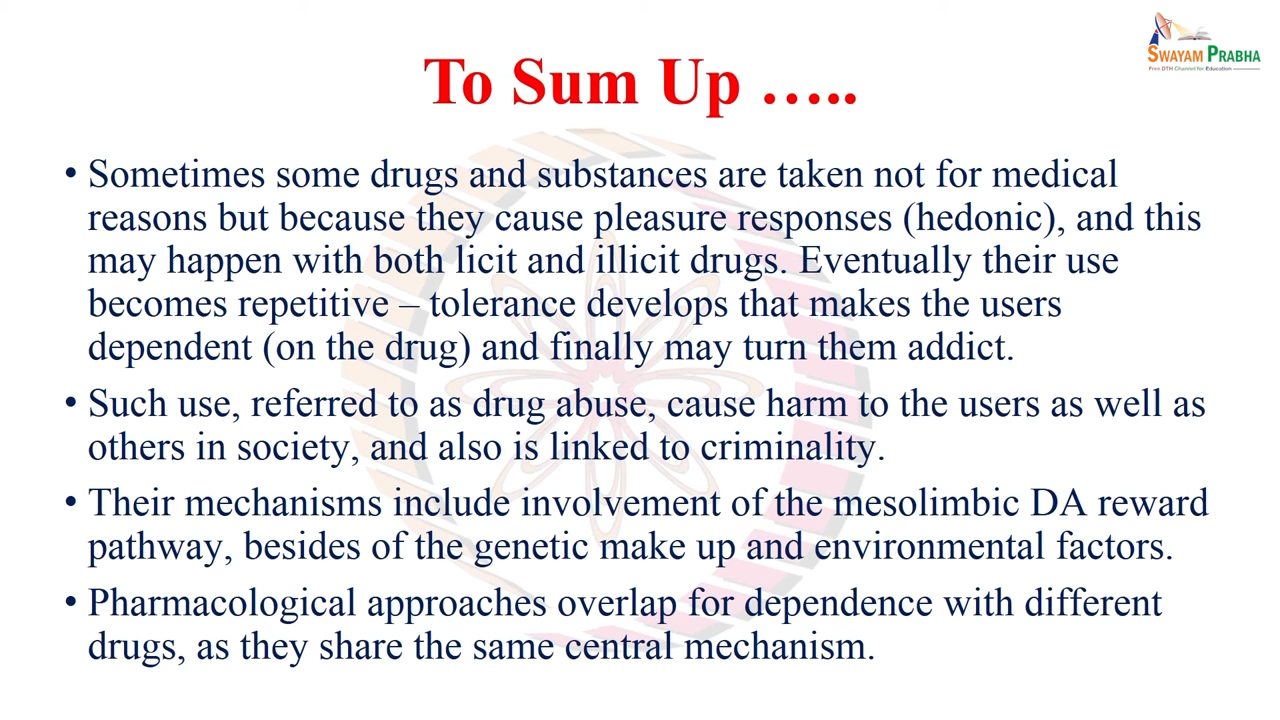 SWAYAM PRABHA
Free DTH Channel for Education
To Sum Up …..
• Sometimes some drugs and substances are taken not for medical
reasons but because they cause pleasure responses (hedonic), and this
may happen with both licit and illicit drugs. Eventually their use
becomes repetitive – tolerance develops that makes the users
dependent (on the drug) and finally may turn them addict.
• Such use, referred to as drug abuse, cause harm to the users as well as
others in society, and also is linked to criminality.
• Their mechanisms include involvement of the mesolimbic DA reward
pathway, besides of the genetic make up and environmental factors.
• Pharmacological approaches overlap for dependence with different
drugs, as they share the same central mechanism.